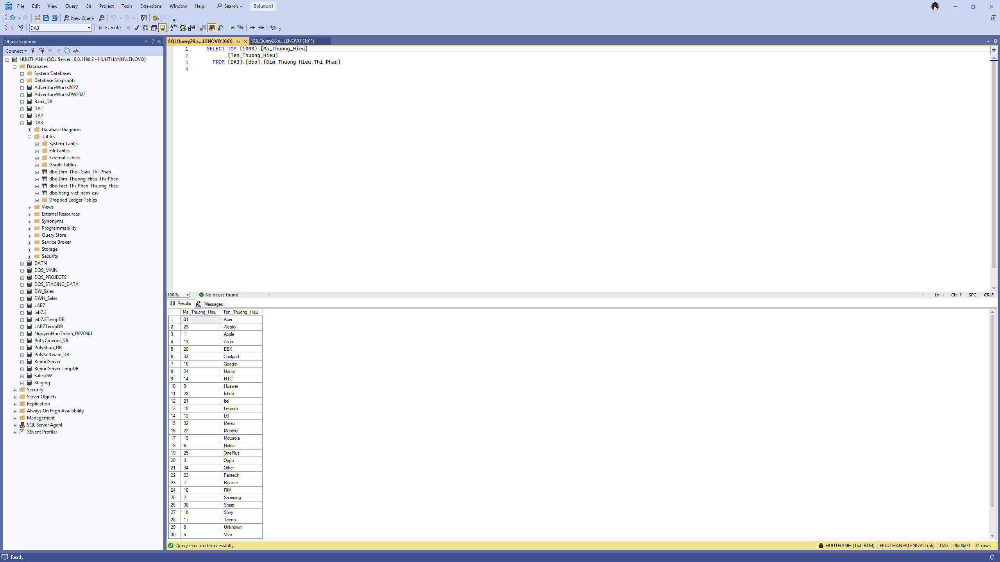 File Edit View Query Git Project Tools Extensions Window Help Search Solution1
New Query
DA3 Execute
Object Explorer
Connect
HUUTHANH (SQL Server 16.0.1190.2 - HUUTHANH\LENOVO)
Databases
System Databases
Database Snapshots
AdventureWorks2022
AdventureWorksDW2022
Bank_DB
DA1
DA2
DA3
Database Diagrams
Tables
System Tables
FileTables
External Tables
Graph Tables
dbo.Dim_Thoi_Gian_Thi_Phan
dbo.Dim_Thuong_Hieu_Thi_Phan
dbo.Fact_Thi_Phan_Thuong_Hieu
dbo.hang_viet_nam_csv
Dropped Ledger Tables
Views
External Resources
Synonyms
Programmability
Query Store
Service Broker
Storage
Security
DATN
DQS_MAIN
DQS_PROJECTS
DQS_STAGING_DATA
DW_Sales
DWH_Sales
LAB7
lab7.3
lab7.3TempDB
LAB7TempDB
NguyenHuuThanh_DP20301
PoLyCinema_DB
PolyShop_DB
PolySoftware_DB
ReportServer
ReportServerTempDB
SalesDW
Staging
Security
Server Objects
Replication
Always On High Availability
Management
SQL Server Agent
XEvent Profiler
SQLQuery29.s...LENOVO (66)) SQLQuery28.s...LENOVO (101))
1 SELECT TOP (1000) [Ma_Thuong_Hieu]
2 ,[Ten_Thuong_Hieu]
3 FROM [DA3].[dbo].[Dim_Thuong_Hieu_Thi_Phan]
4
100 % No issues found Ln: 1 Ch: 1 SPC CRLF
Results Messages
Ma_Thuong_Hieu Ten_Thuong_Hieu
1 31 Acer
2 29 Alcatel
3 1 Apple
4 13 Asus
5 20 BBK
6 33 Coolpad
7 16 Google
8 24 Honor
9 14 HTC
10 9 Huawei
11 28 Infinix
12 21 Itel
13 15 Lenovo
14 12 LG
15 32 Meizu
16 22 Mobicel
17 19 Motorola
18 6 Nokia
19 25 OnePlus
20 3 Oppo
21 34 Other
22 23 Pantech
23 7 Realme
24 18 RIM
25 2 Samsung
26 30 Sharp
27 10 Sony
28 17 Tecno
29 8 Unknown
30 5 Vivo
Query executed successfully. HUUTHANH (16.0 RTM) HUUTHANH\LENOVO (66) DA3 00:00:00 34 rows
Ready